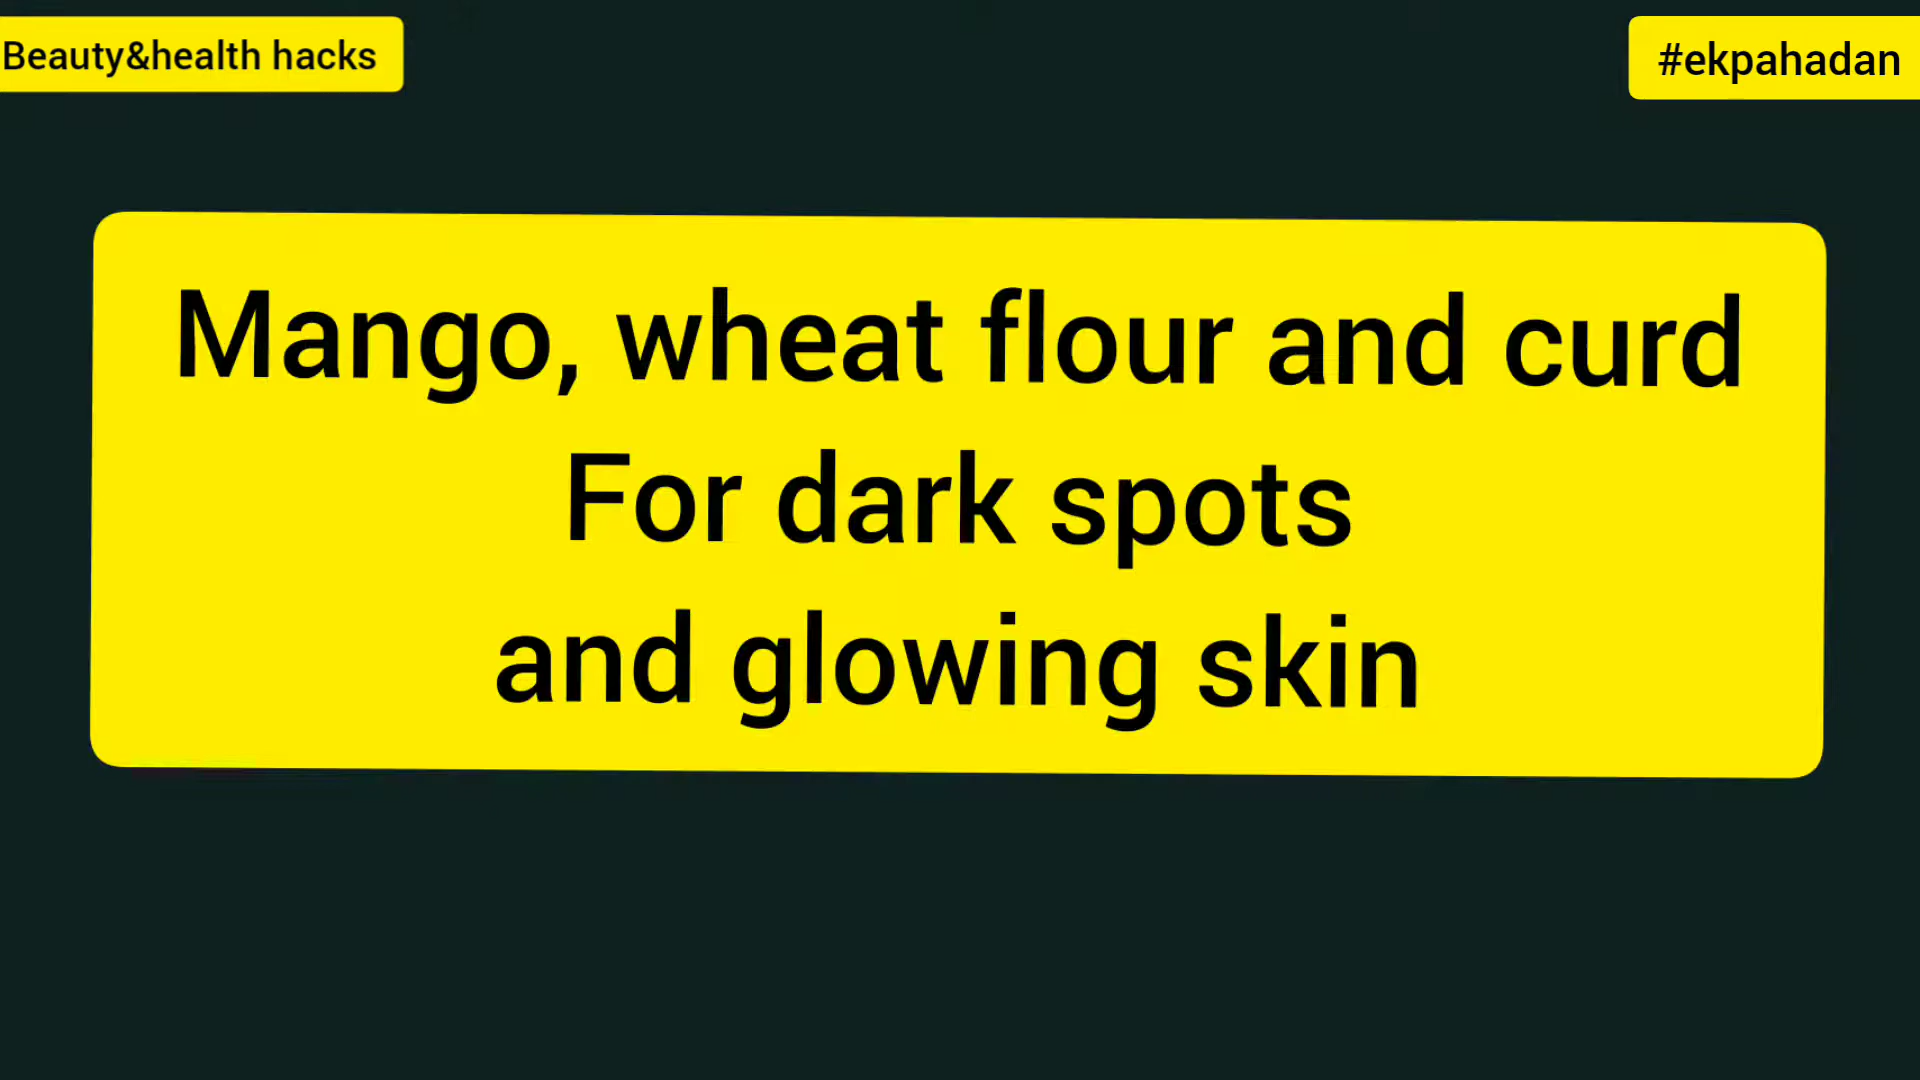 Beauty&health hacks
#ekpahadan
Mango, wheat flour and curd
For dark spots
and glowing skin